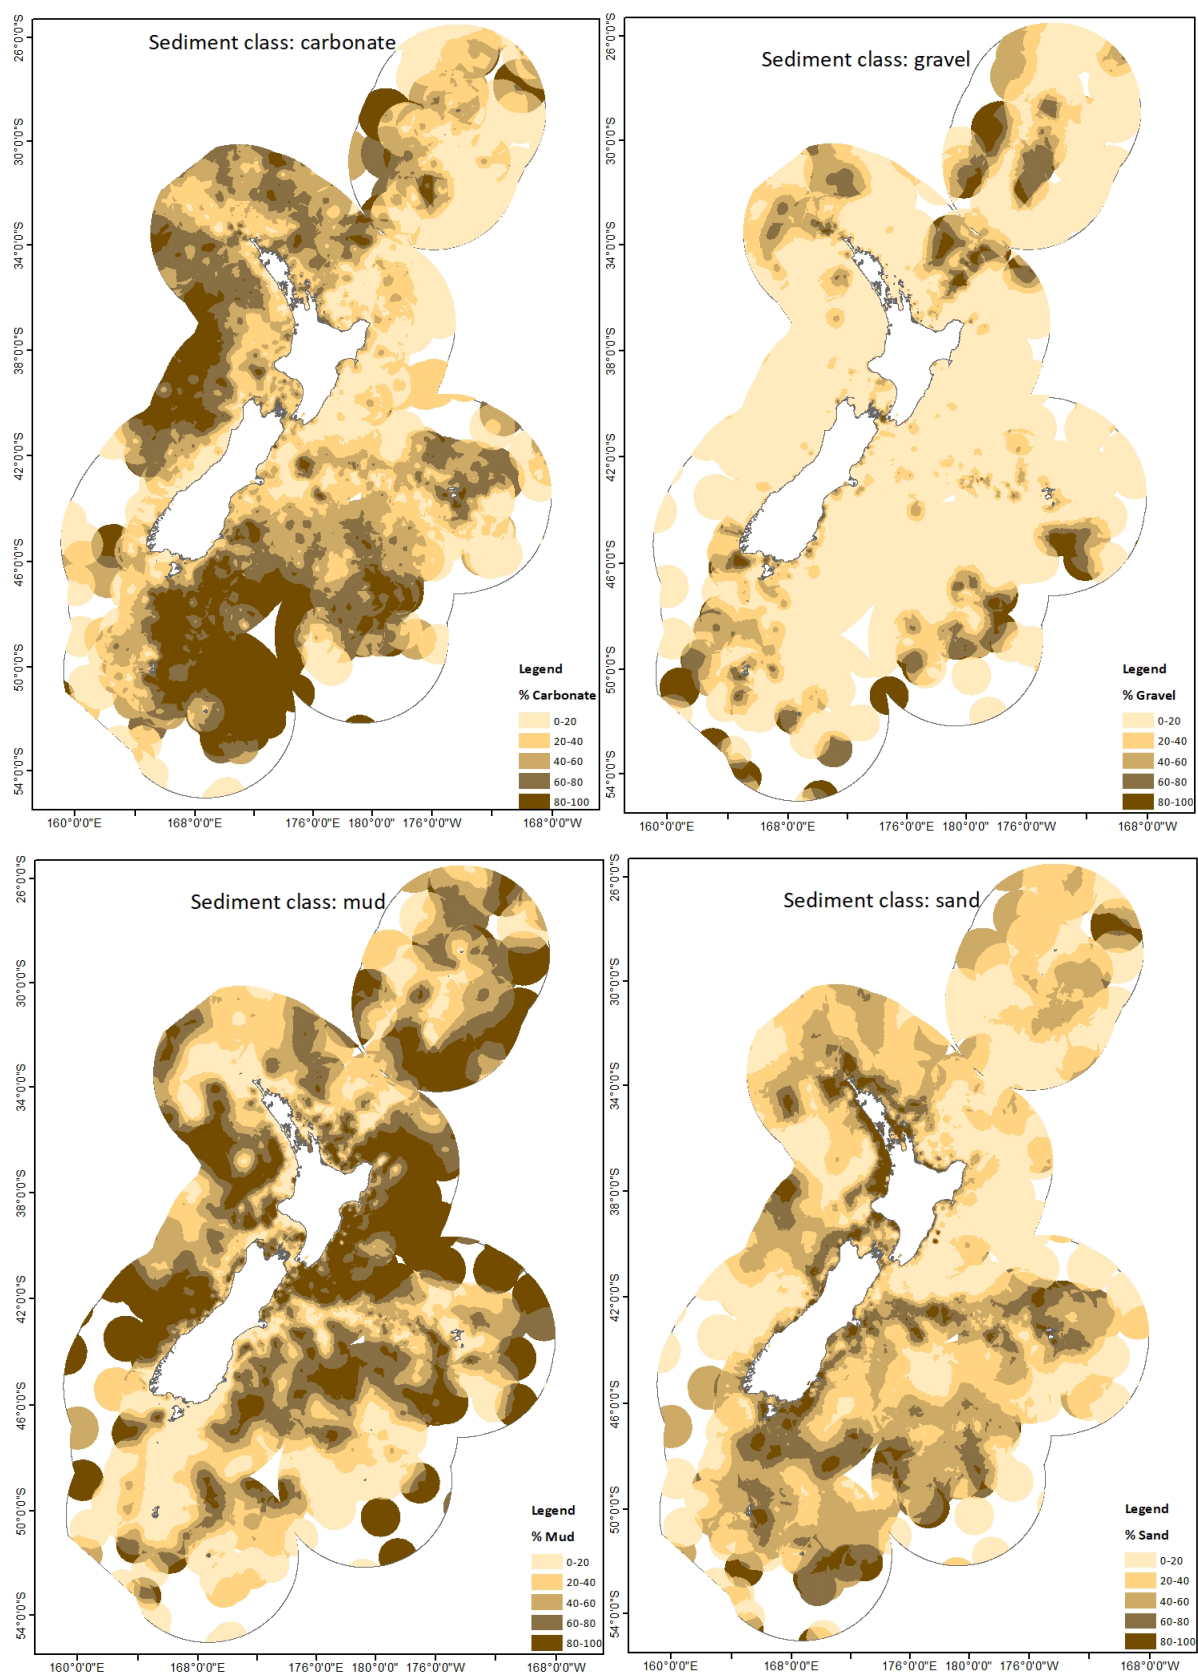 Sediment class: carbonate
26°0'0"S
30°0'0"S
34°0'0"S
38°0'0"S
42°0'0"S
46°0'0"S
50°0'0"S
54°0'0"S
Legend
% Carbonate
0-20
20-40
40-60
60-80
80-100
160°0'0"E
168°0'0"E
176°0'0"E
180°0'0"
176°0'0"W
168°0'0"W
Sediment class: gravel
26°0'0"S
30°0'0"S
34°0'0"S
38°0'0"S
42°0'0"S
46°0'0"S
50°0'0"S
54°0'0"S
Legend
% Gravel
0-20
20-40
40-60
60-80
80-100
160°0'0"E
168°0'0"E
176°0'0"E
180°0'0"
176°0'0"W
168°0'0"W
Sediment class: mud
26°0'0"S
30°0'0"S
34°0'0"S
38°0'0"S
42°0'0"S
46°0'0"S
50°0'0"S
54°0'0"S
Legend
% Mud
0-20
20-40
40-60
60-80
80-100
160°0'0"E
168°0'0"E
176°0'0"E
180°0'0"
176°0'0"W
168°0'0"W
Sediment class: sand
26°0'0"S
30°0'0"S
34°0'0"S
38°0'0"S
42°0'0"S
46°0'0"S
50°0'0"S
54°0'0"S
Legend
% Sand
0-20
20-40
40-60
60-80
80-100
160°0'0"E
168°0'0"E
176°0'0"E
180°0'0"
176°0'0"W
168°0'0"W